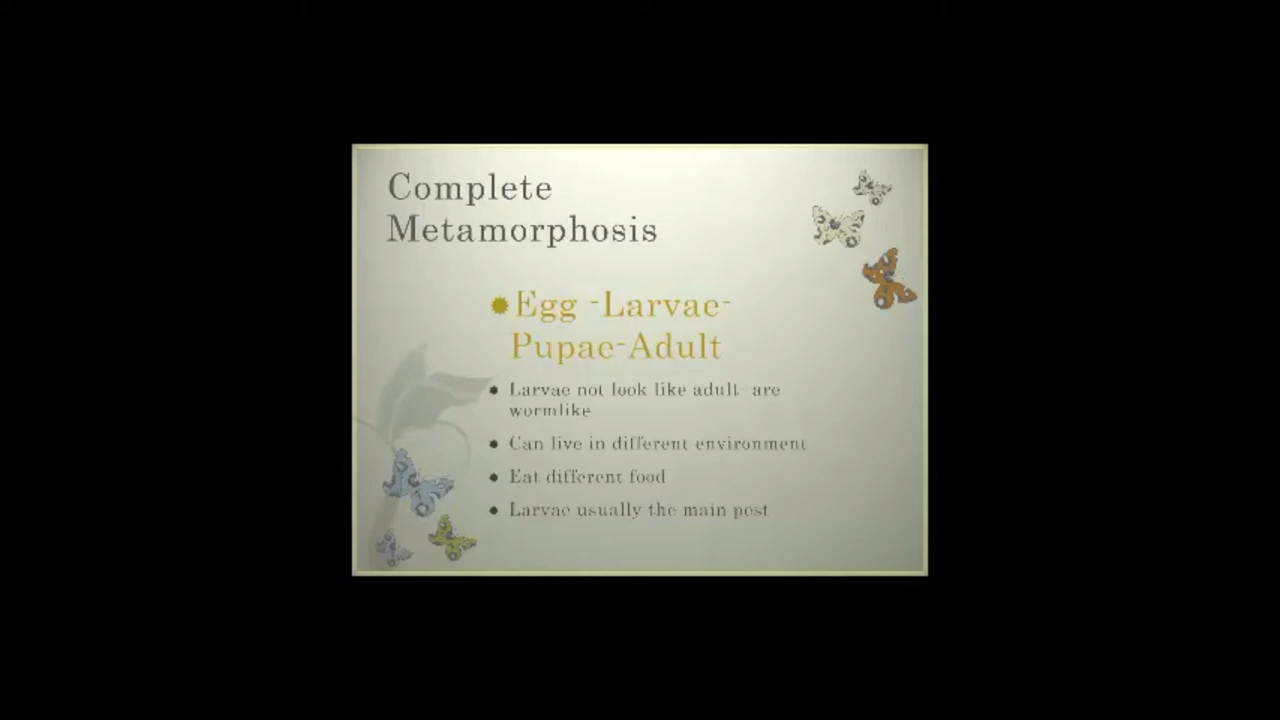 Complete
Metamorphosis
Egg -Larvae-
Pupae-Adult
Larvae not look like adult- are
wormlike
Can live in different environment
Eat different food
Larvae usually the main pest